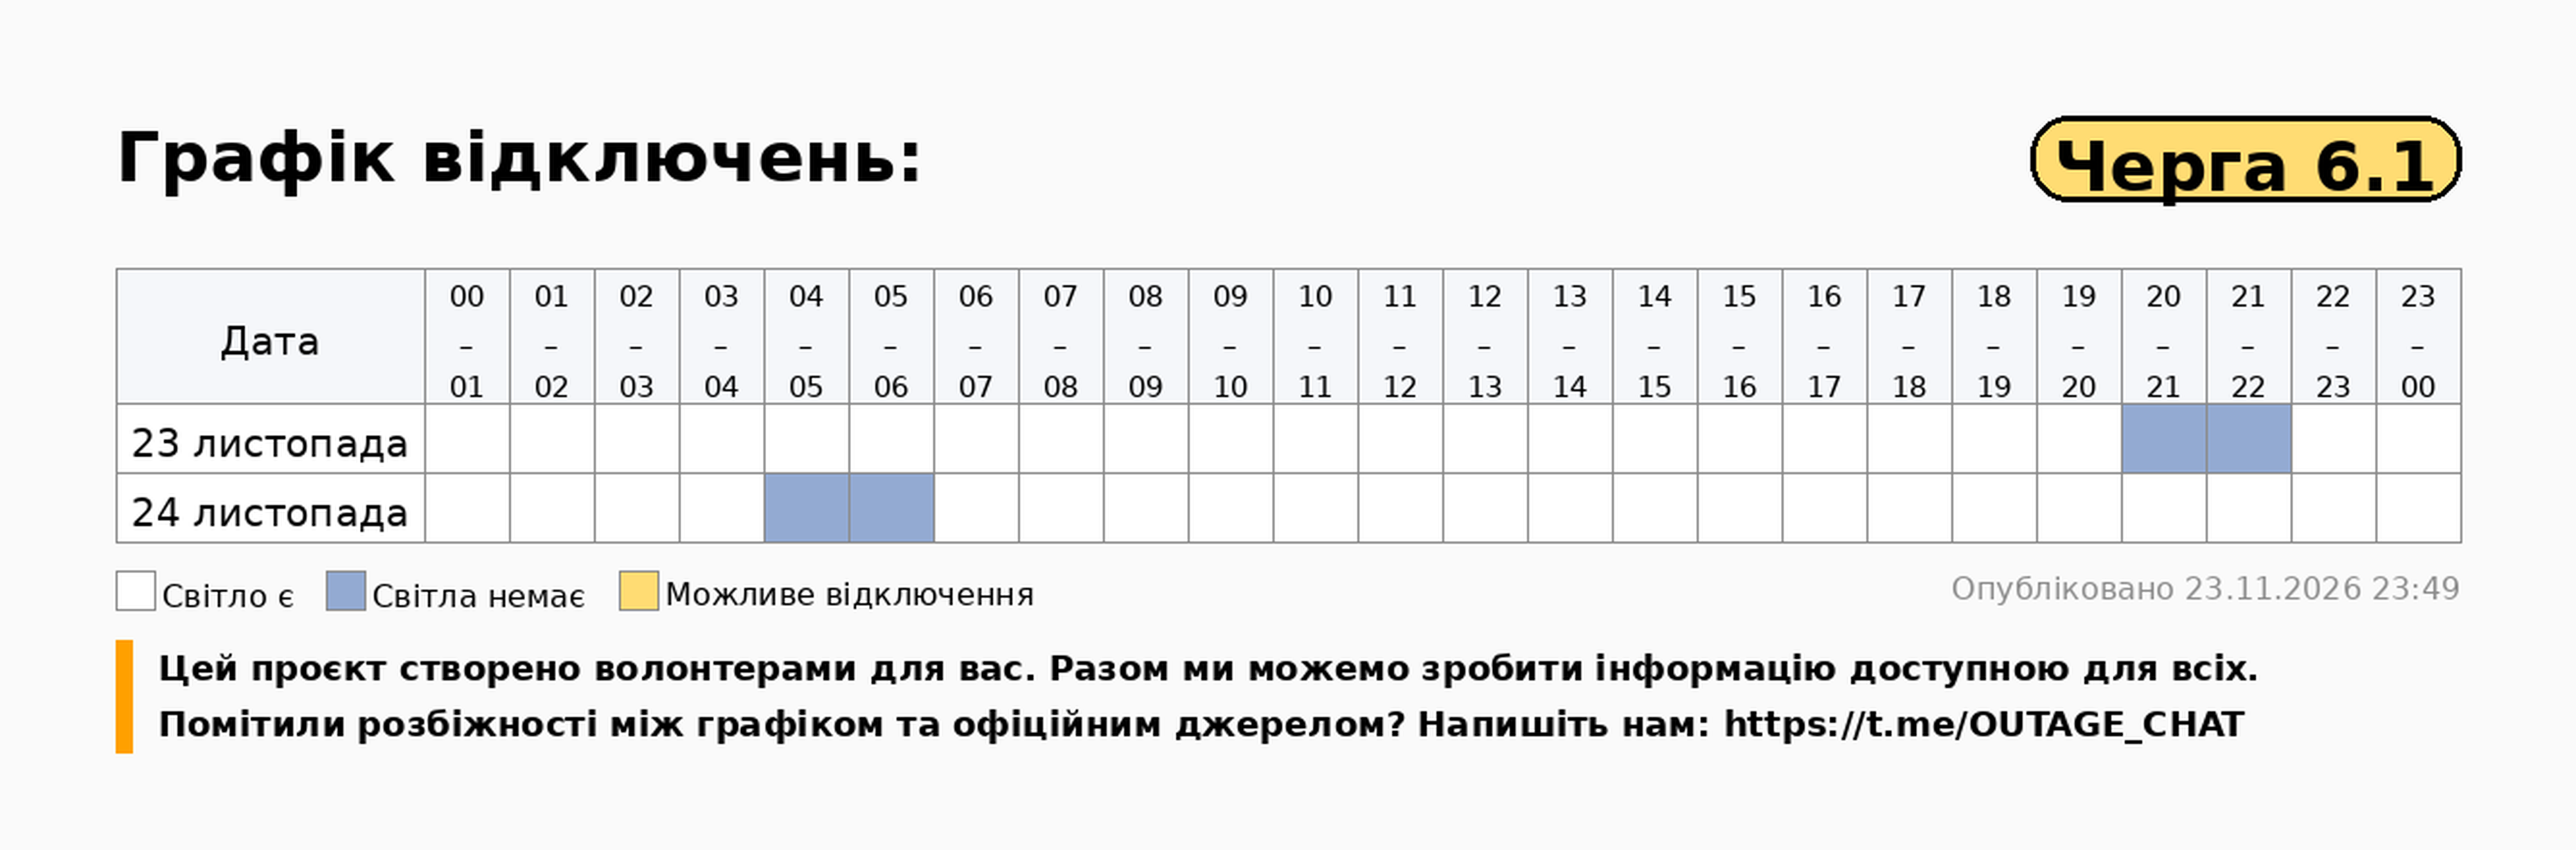 Графік відключень:
Черга 6.1
Дата 00 – 01 01 – 02 02 – 03 03 – 04 04 – 05 05 – 06 06 – 07 07 – 08 08 – 09 09 – 10 10 – 11 11 – 12 12 – 13 13 – 14 14 – 15 15 – 16 16 – 17 17 – 18 18 – 19 19 – 20 20 – 21 21 – 22 22 – 23 23 – 00
23 листопада
24 листопада
Світло є Світла немає Можливе відключення
Опубліковано 23.11.2026 23:49
Цей проєкт створено волонтерами для вас. Разом ми можемо зробити інформацію доступною для всіх.
Помітили розбіжності між графіком та офіційним джерелом? Напишіть нам: https://t.me/OUTAGE_CHAT